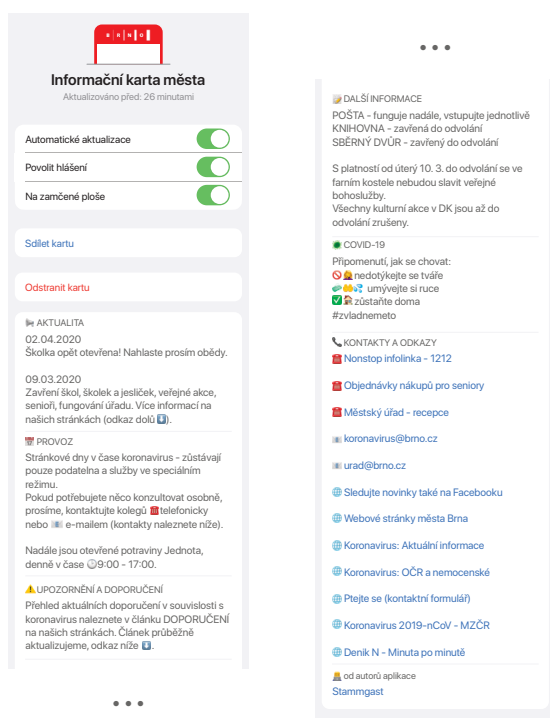 BRNO
Informační karta města
Aktualizováno před: 26 minutami
Automatické aktualizace
Povolit hlášení
Na zamčené ploše
Sdílet kartu
Odstranit kartu
AKTUALITA
02.04.2020
Školka opět otevřena! Nahlaste prosím obědy.
09.03.2020
Zavření škol, školek a jesliček, veřejné akce,
senioři, fungování úřadu. Více informací na
našich stránkách (odkaz dolů ⬇️).
PROVOZ
Stránkové dny v čase koronavirus - zůstávají
pouze podatelna a služby ve speciálním
režimu.
Pokud potřebujete něco konzultovat osobně,
prosíme, kontaktujte kolegů ☎️telefonicky
nebo 📧 e-mailem (kontakty naleznete níže).
Nadále jsou otevřené potraviny Jednota,
denně v čase 🕘9:00 - 17:00.
⚠️UPOZORNĚNÍ A DOPORUČENÍ
Přehled aktuálních doporučení v souvislosti s
koronavirus naleznete v článku DOPORUČENÍ
na našich stránkách. Článek průběžně
aktualizujeme, odkaz níže ⬇️.
📝DALŠÍ INFORMACE
POŠTA - funguje nadále, vstupujte jednotlivě
KNIHOVNA - zavřená do odvolání
SBĚRNÝ DVŮR - zavřený do odvolání
S platností od úterý 10. 3. do odvolání se ve
farním kostele nebudou slavit veřejné
bohoslužby.
Všechny kulturní akce v DK jsou až do
odvolání zrušeny.
COVID-19
Připomenutí, jak se chovat:
nedotýkejte se tváře
umývejte si ruce
zůstaňte doma
#zvladnemeto
📞KONTAKTY A ODKAZY
☎️Nonstop infolinka - 1212
☎️Objednávky nákupů pro seniory
☎️Městský úřad - recepce
📧koronavirus@brno.cz
📧urad@brno.cz
🌐Sledujte novinky také na Facebooku
🌐Webové stránky města Brna
🌐Koronavirus: Aktuální informace
🌐Koronavirus: OČR a nemocenské
🌐Ptejte se (kontaktní formulář)
🌐Koronavirus 2019-nCoV - MZČR
🌐Denik N - Minuta po minutě
od autorů aplikace
Stammgast